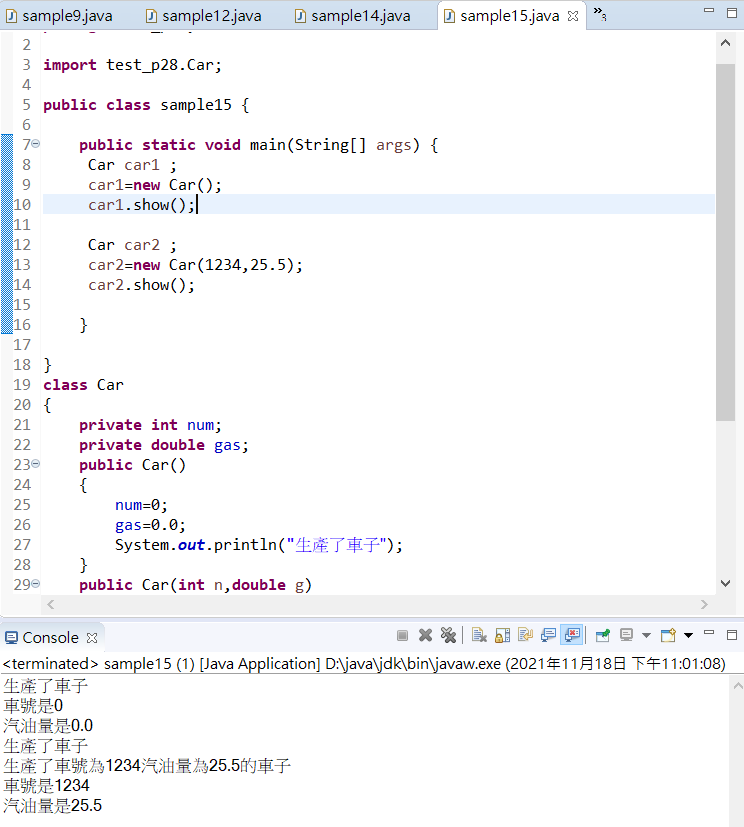 sample9.java sample12.java sample14.java sample15.java »3
2
3 import test_p28.Car;
4
5 public class sample15 {
6
7 public static void main(String[] args) {
8 Car car1 ;
9 car1=new Car();
10 car1.show();
11
12 Car car2 ;
13 car2=new Car(1234,25.5);
14 car2.show();
15
16 }
17
18 }
19 class Car
20 {
21 private int num;
22 private double gas;
23 public Car()
24 {
25 num=0;
26 gas=0.0;
27 System.out.println("生產了車子");
28 }
29 public Car(int n,double g)
Console
<terminated> sample15 (1) [Java Application] D:\java\jdk\bin\javaw.exe (2021年11月18日 下午11:01:08)
生產了車子
車號是0
汽油量是0.0
生產了車子
生產了車號為1234汽油量為25.5的車子
車號是1234
汽油量是25.5